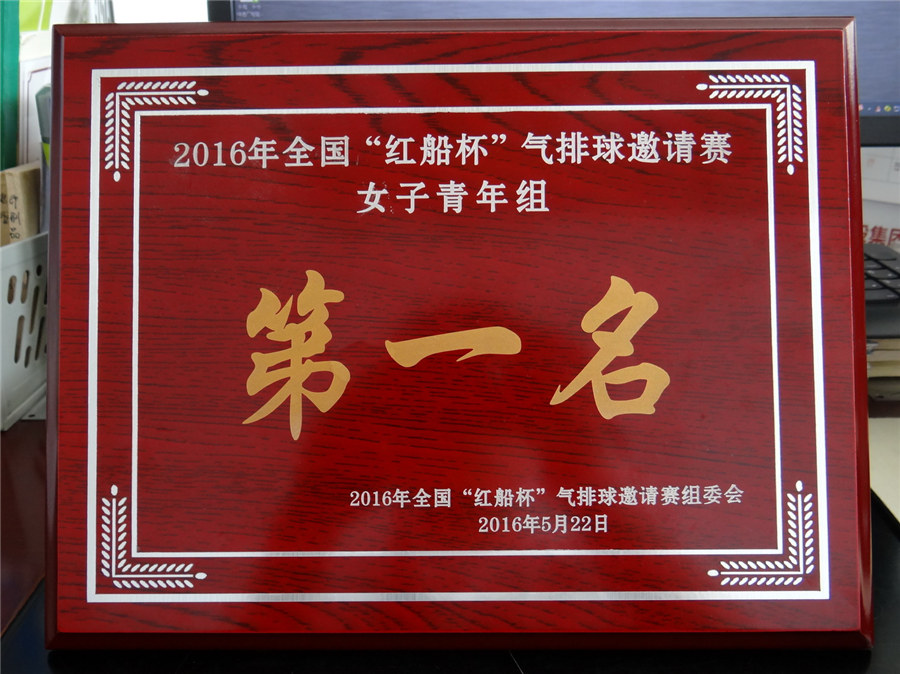 2016年全国“红船杯”气排球邀请赛
女子青年组
第一名
2016年全国“红船杯”气排球邀请赛组委会
2016年5月22日